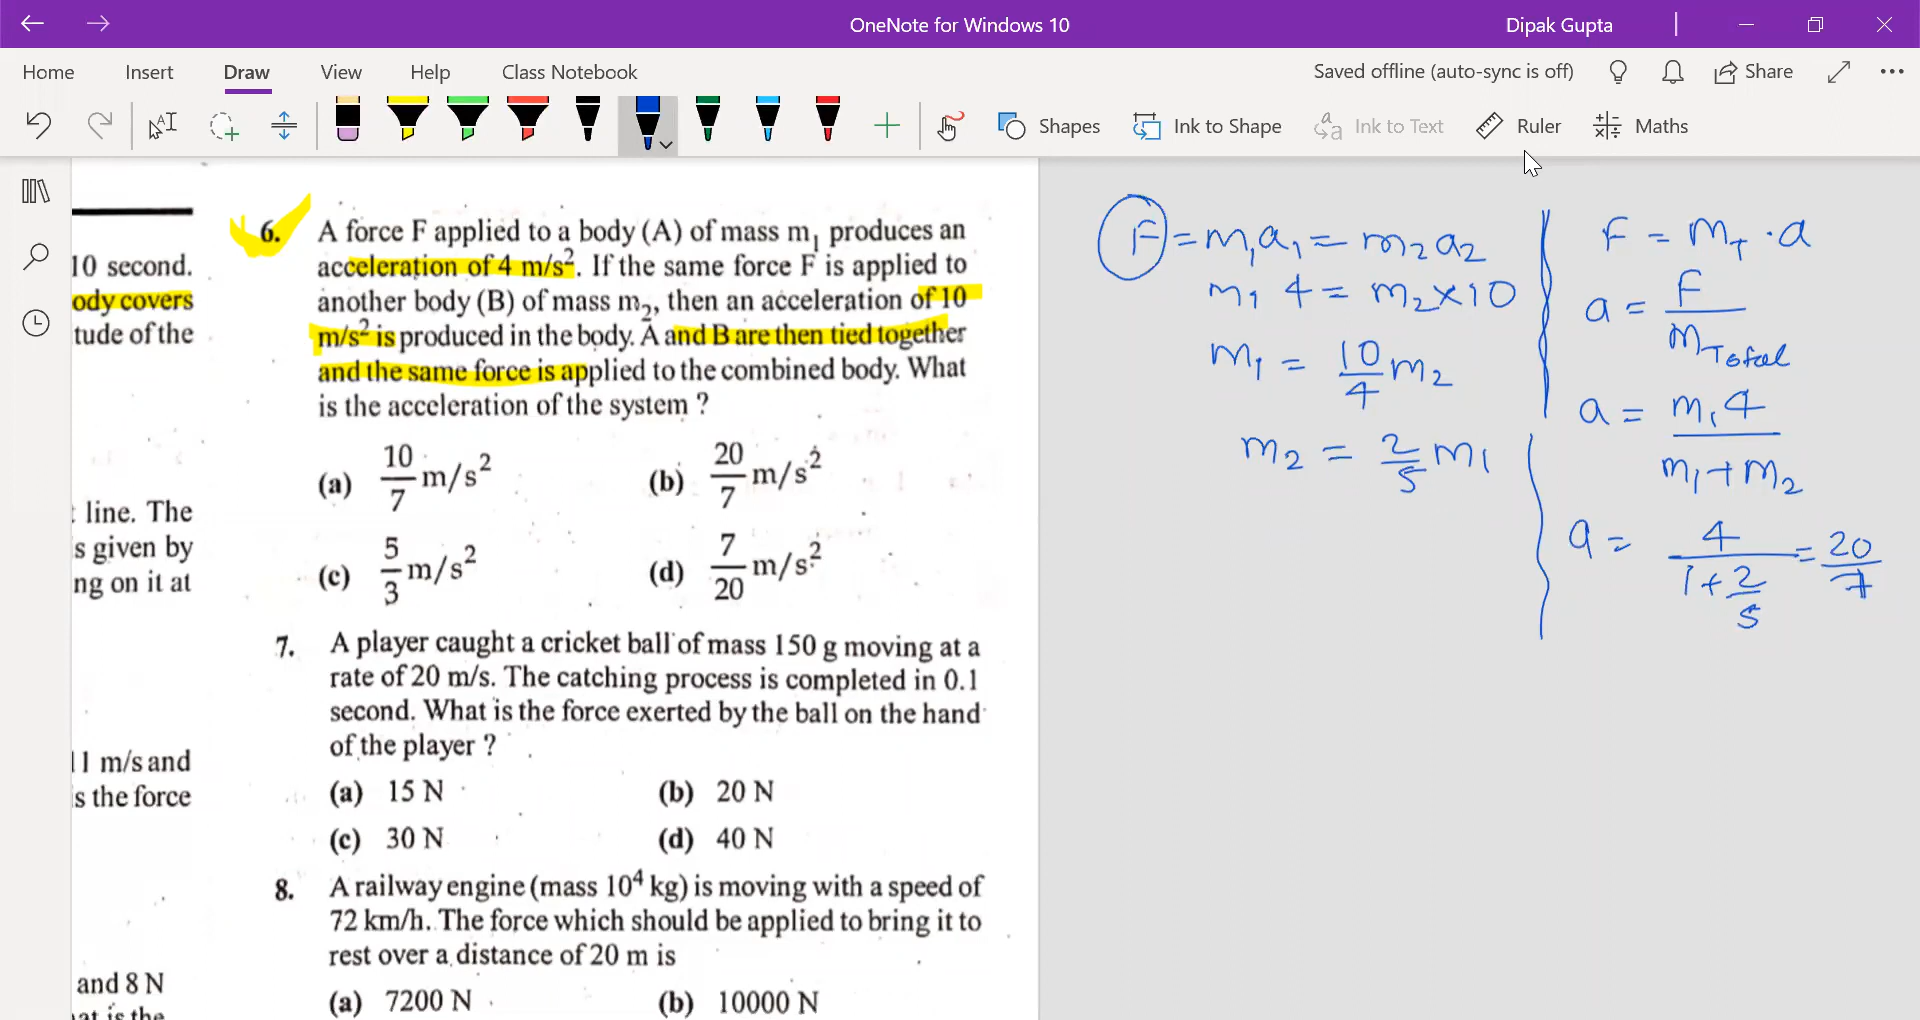 OneNote for Windows 10
Dipak Gupta
Home Insert Draw View Help Class Notebook
Saved offline (auto-sync is off) Share
Shapes Ink to Shape Ink to Text Ruler Maths
10 second.
ody covers
tude of the
line. The
s given by
ng on it at
11 m/s and
s the force
and 8 N
at is the
6. A force F applied to a body (A) of mass m₁ produces an
acceleration of 4 m/s². If the same force F is applied to
another body (B) of mass m₂, then an acceleration of 10
m/s² is produced in the body. A and B are then tied together
and the same force is applied to the combined body. What
is the acceleration of the system ?
(a) 10/7 m/s² (b) 20/7 m/s²
(c) 5/3 m/s² (d) 7/20 m/s²
7. A player caught a cricket ball of mass 150 g moving at a
rate of 20 m/s. The catching process is completed in 0.1
second. What is the force exerted by the ball on the hand
of the player ?
(a) 15 N (b) 20 N
(c) 30 N (d) 40 N
8. A railway engine (mass 10⁴ kg) is moving with a speed of
72 km/h. The force which should be applied to bring it to
rest over a distance of 20 m is
(a) 7200 N (b) 10000 N
F = m₁a₁ = m₂a₂
m₁ 4 = m₂ × 10
m₁ = 10/4 m₂
m₂ = 2/5 m₁
F = m_T · a
a = F/m_Total
a = m₁4/m₁+m₂
a = 4/1+2/5 = 20/7